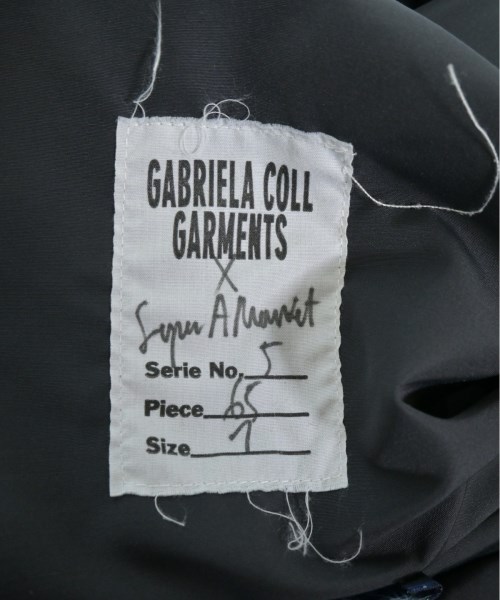 GABRIELA COLL
GARMENTS
X
Serie No. 5
Piece 65
Size 1